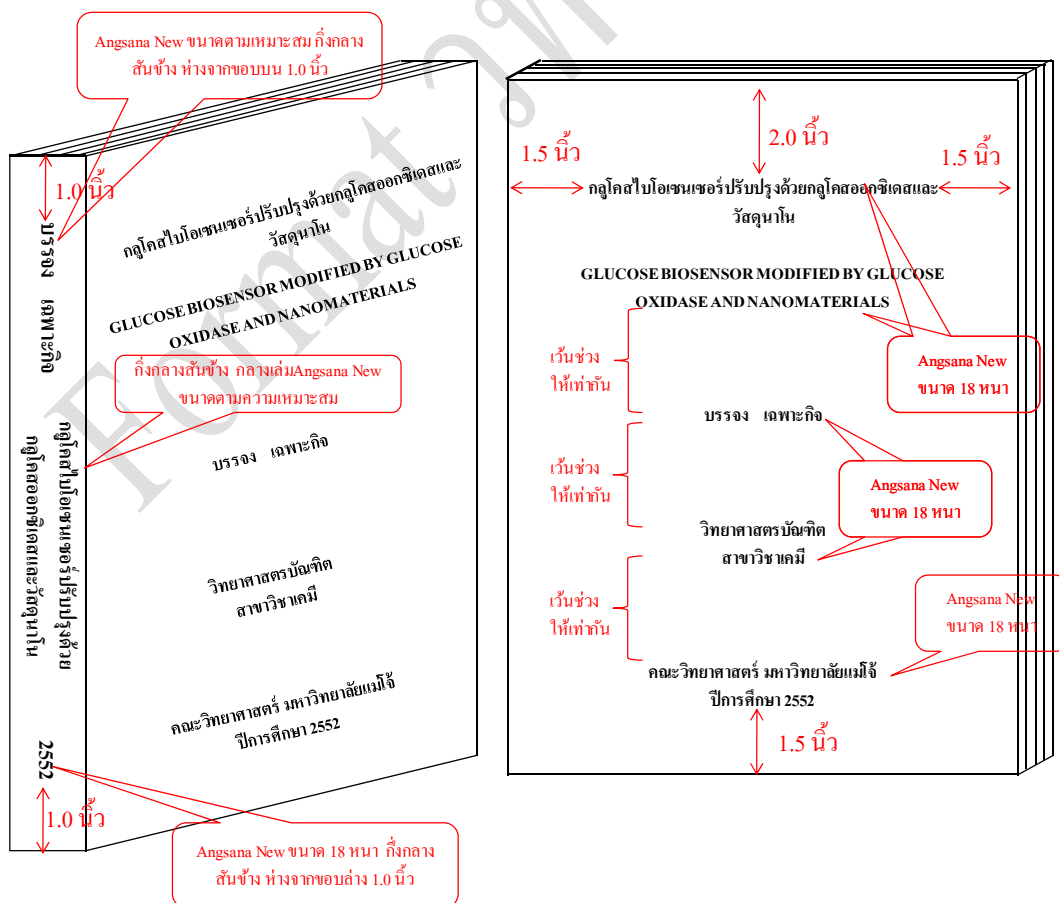 Format
Angsana New ขนาดตามเหมาะสม กึ่งกลาง
สันข้าง ห่างจากขอบบน 1.0 นิ้ว
1.0 นิ้ว
บรรจง เฉพาะกิจ
กึ่งกลางสันข้าง กลางเล่มAngsana New
ขนาดตามความเหมาะสม
กลูโคสไบโอเซนเซอร์ปรับปรุงด้วย
กลูโคสออกซิเดสและวัสดุนาโน
2552
1.0 นิ้ว
Angsana New ขนาด 18 หนา กึ่งกลาง
สันข้าง ห่างจากขอบล่าง 1.0 นิ้ว
กลูโคสไบโอเซนเซอร์ปรับปรุงด้วยกลูโคสออกซิเดสและ
วัสดุนาโน
GLUCOSE BIOSENSOR MODIFIED BY GLUCOSE
OXIDASE AND NANOMATERIALS
บรรจง เฉพาะกิจ
วิทยาศาสตรบัณฑิต
สาขาวิชาเคมี
คณะวิทยาศาสตร์ มหาวิทยาลัยแม่โจ้
ปีการศึกษา 2552
2.0 นิ้ว
1.5 นิ้ว
1.5 นิ้ว
กลูโคสไบโอเซนเซอร์ปรับปรุงด้วยกลูโคสออกซิเดสและ
วัสดุนาโน
GLUCOSE BIOSENSOR MODIFIED BY GLUCOSE
OXIDASE AND NANOMATERIALS
เว้นช่วง
ให้เท่ากัน
Angsana New
ขนาด 18 หนา
บรรจง เฉพาะกิจ
เว้นช่วง
ให้เท่ากัน
Angsana New
ขนาด 18 หนา
วิทยาศาสตรบัณฑิต
สาขาวิชาเคมี
เว้นช่วง
ให้เท่ากัน
Angsana New
ขนาด 18 หนา
คณะวิทยาศาสตร์ มหาวิทยาลัยแม่โจ้
ปีการศึกษา 2552
1.5 นิ้ว